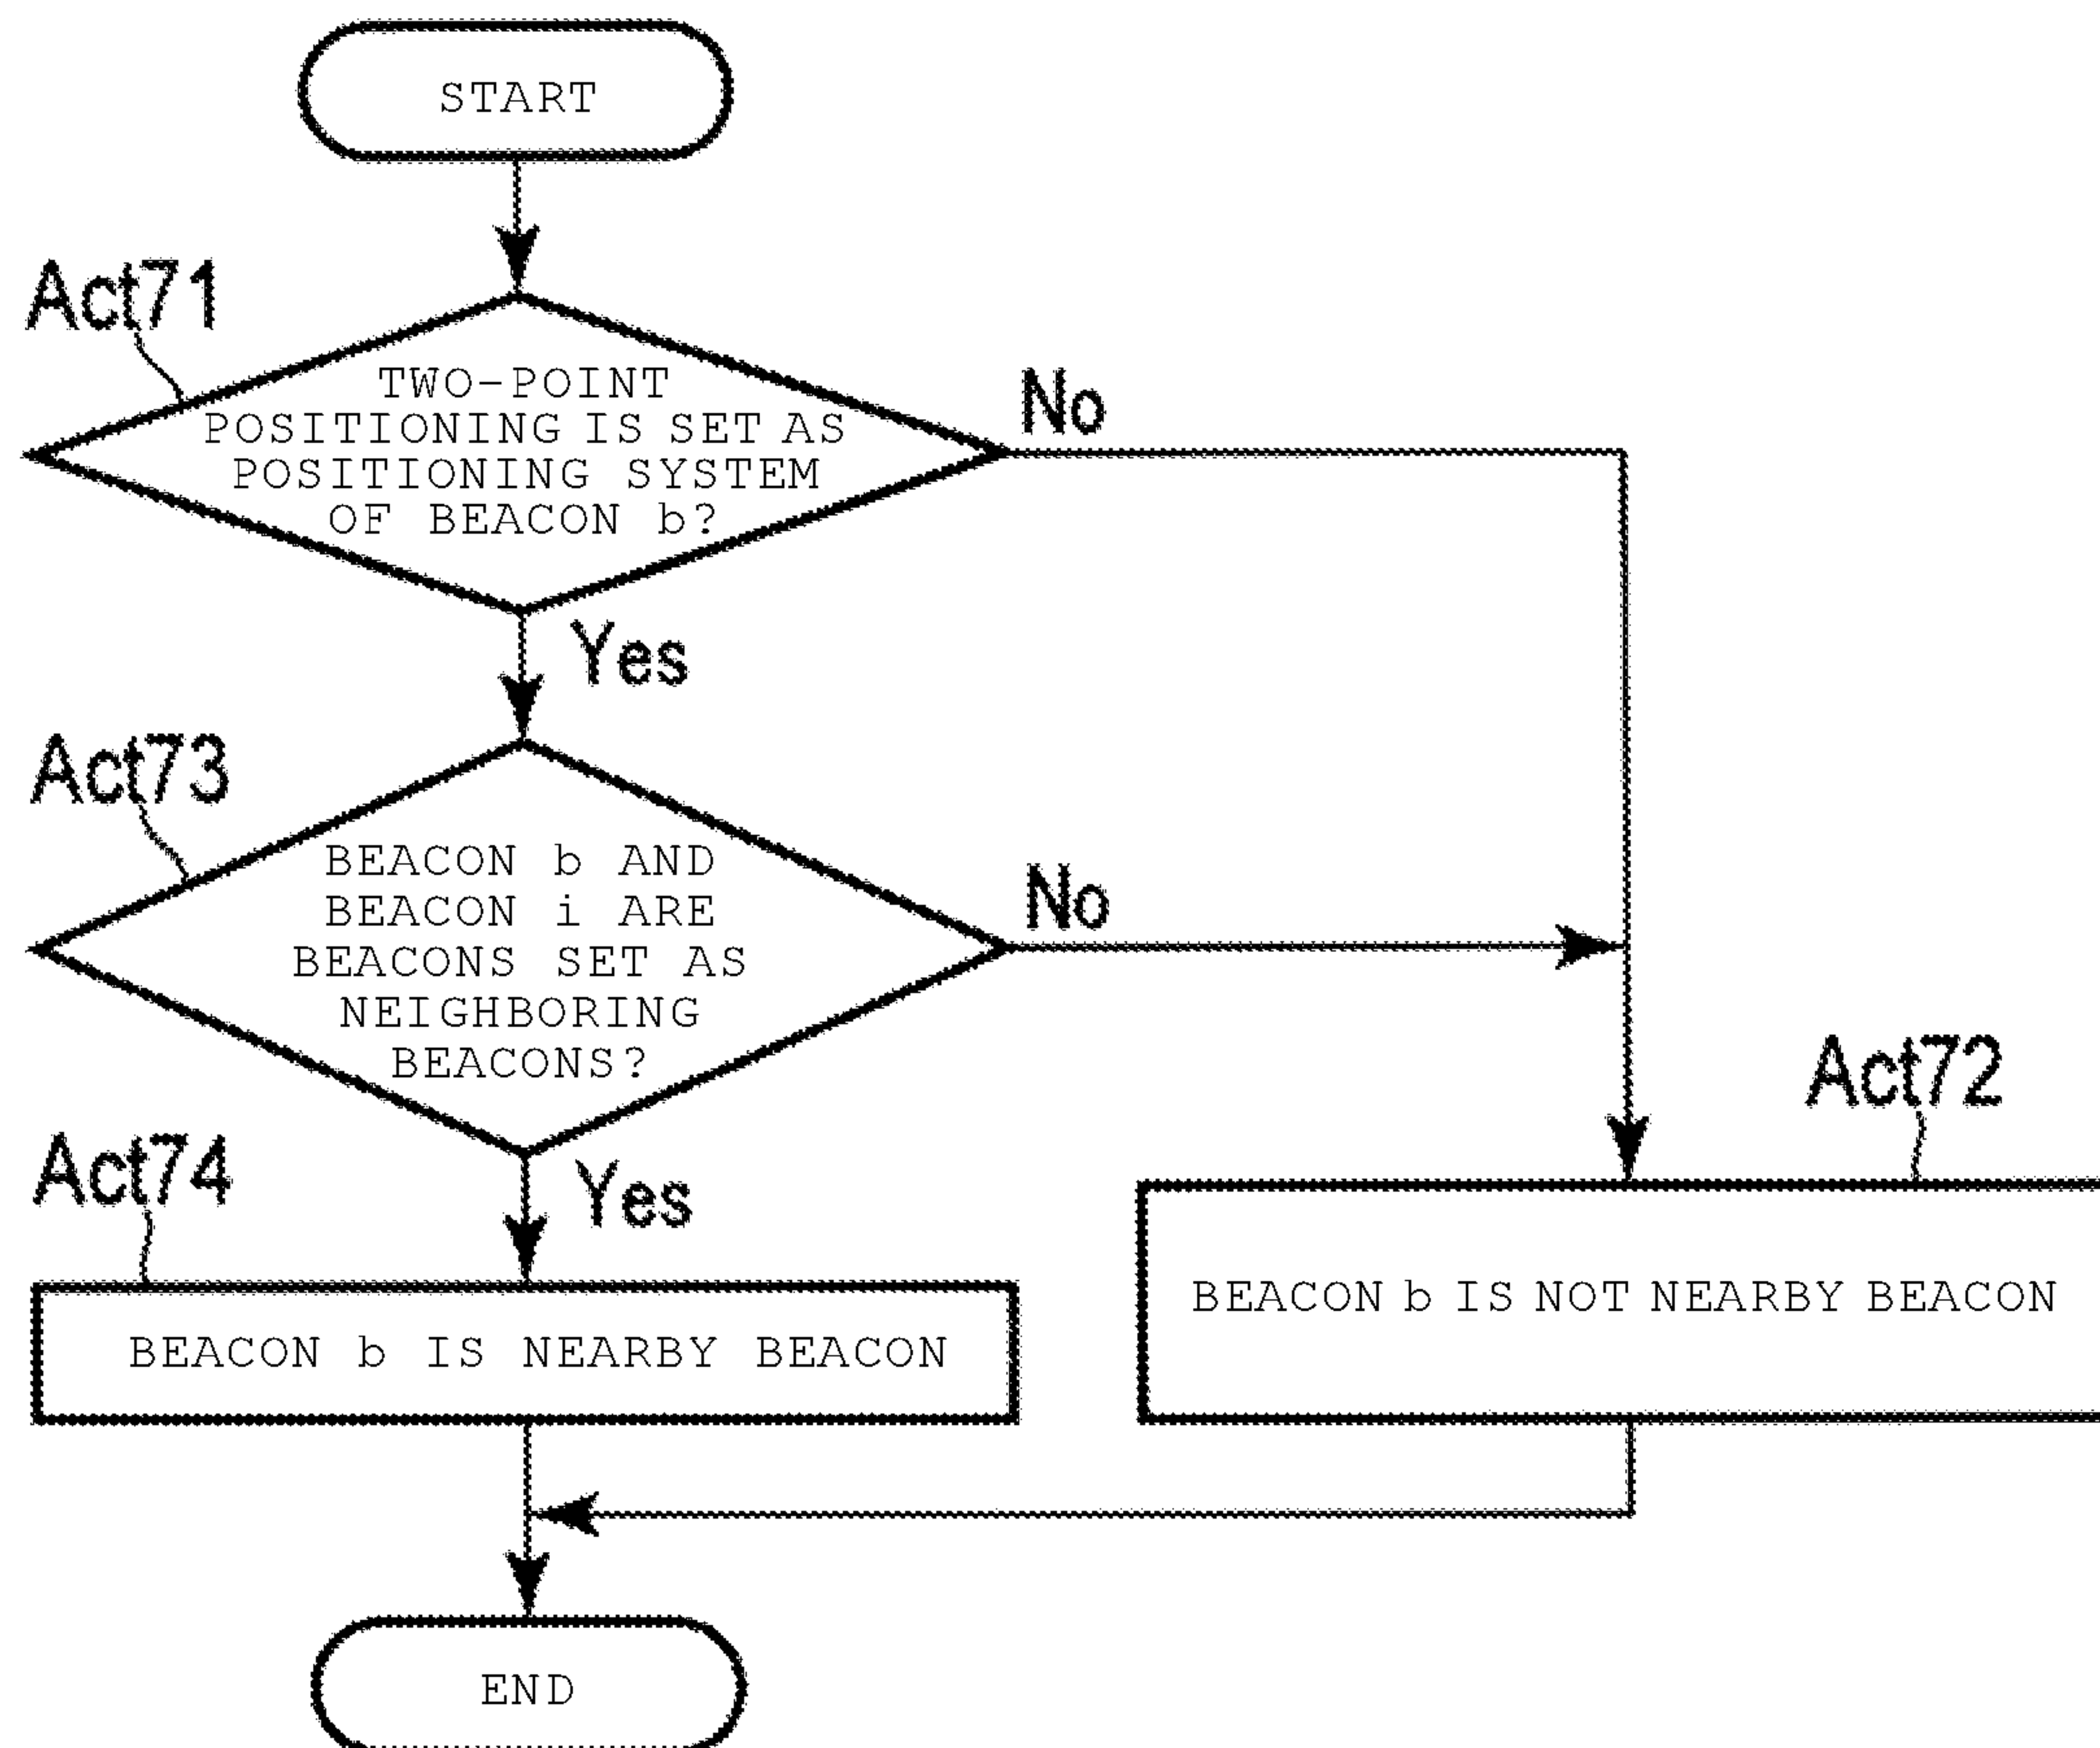 START
Act71
TWO-POINT
POSITIONING IS SET AS
POSITIONING SYSTEM
OF BEACON b?
No
Yes
Act73
BEACON b AND
BEACON i ARE
BEACONS SET AS
NEIGHBORING
BEACONS?
No
Yes
Act72
BEACON b IS NOT NEARBY BEACON
Act74
BEACON b IS NEARBY BEACON
END